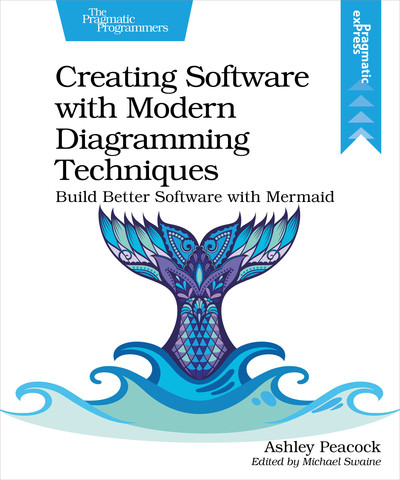 The
Pragmatic
Programmers
Pragmatic
exPress
Creating Software
with Modern
Diagramming
Techniques
Build Better Software with Mermaid
Ashley Peacock
Edited by Michael Swaine